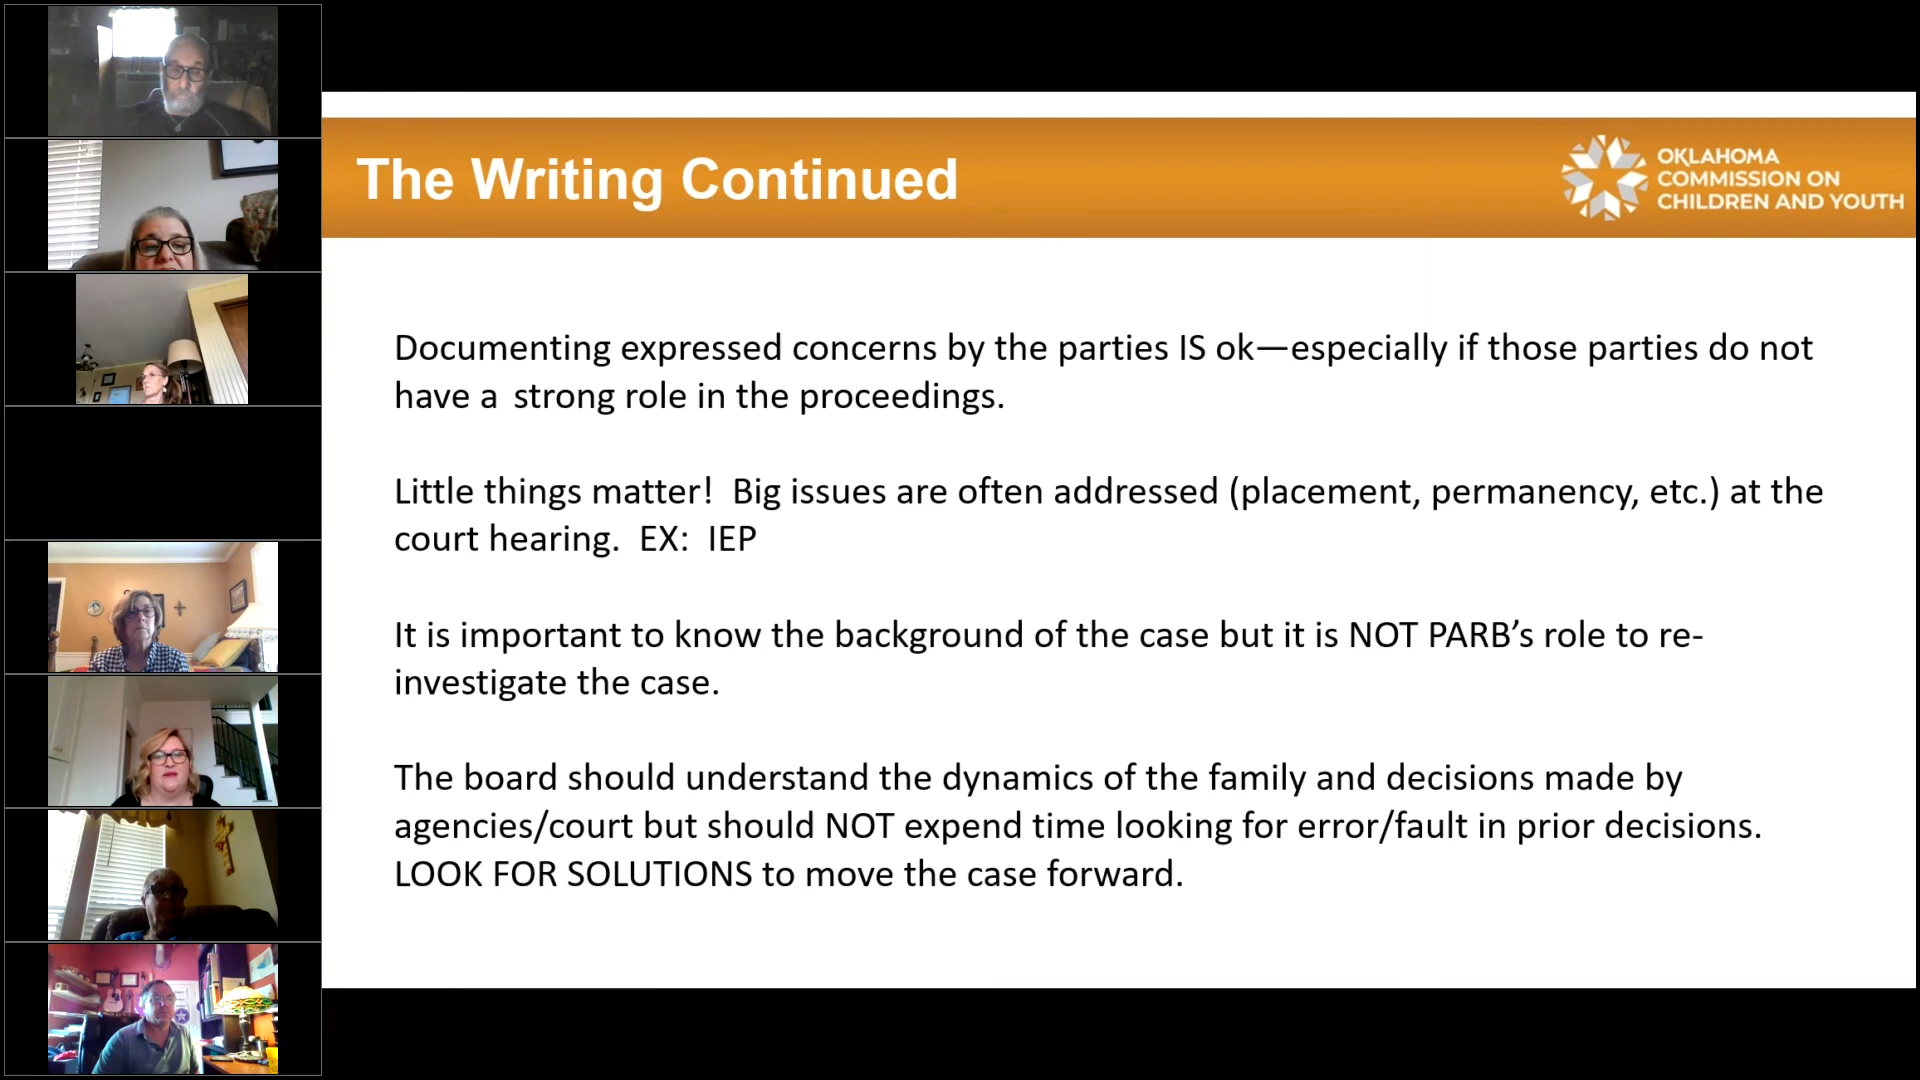 The Writing Continued
OKLAHOMA
COMMISSION ON
CHILDREN AND YOUTH
Documenting expressed concerns by the parties IS ok—especially if those parties do not
have a strong role in the proceedings.
Little things matter! Big issues are often addressed (placement, permanency, etc.) at the
court hearing. EX: IEP
It is important to know the background of the case but it is NOT PARB’s role to re-
investigate the case.
The board should understand the dynamics of the family and decisions made by
agencies/court but should NOT expend time looking for error/fault in prior decisions.
LOOK FOR SOLUTIONS to move the case forward.